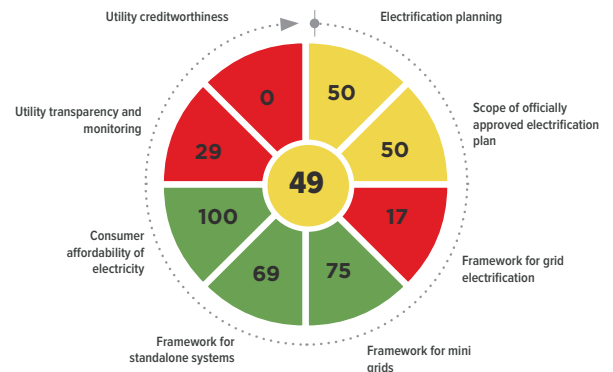 Utility creditworthiness
Electrification planning
0
50
Utility transparency and
monitoring
Scope of officially
approved electrification
plan
29
50
49
100
17
Consumer
affordability of
electricity
Framework for grid
electrification
69
75
Framework for
standalone systems
Framework for mini
grids